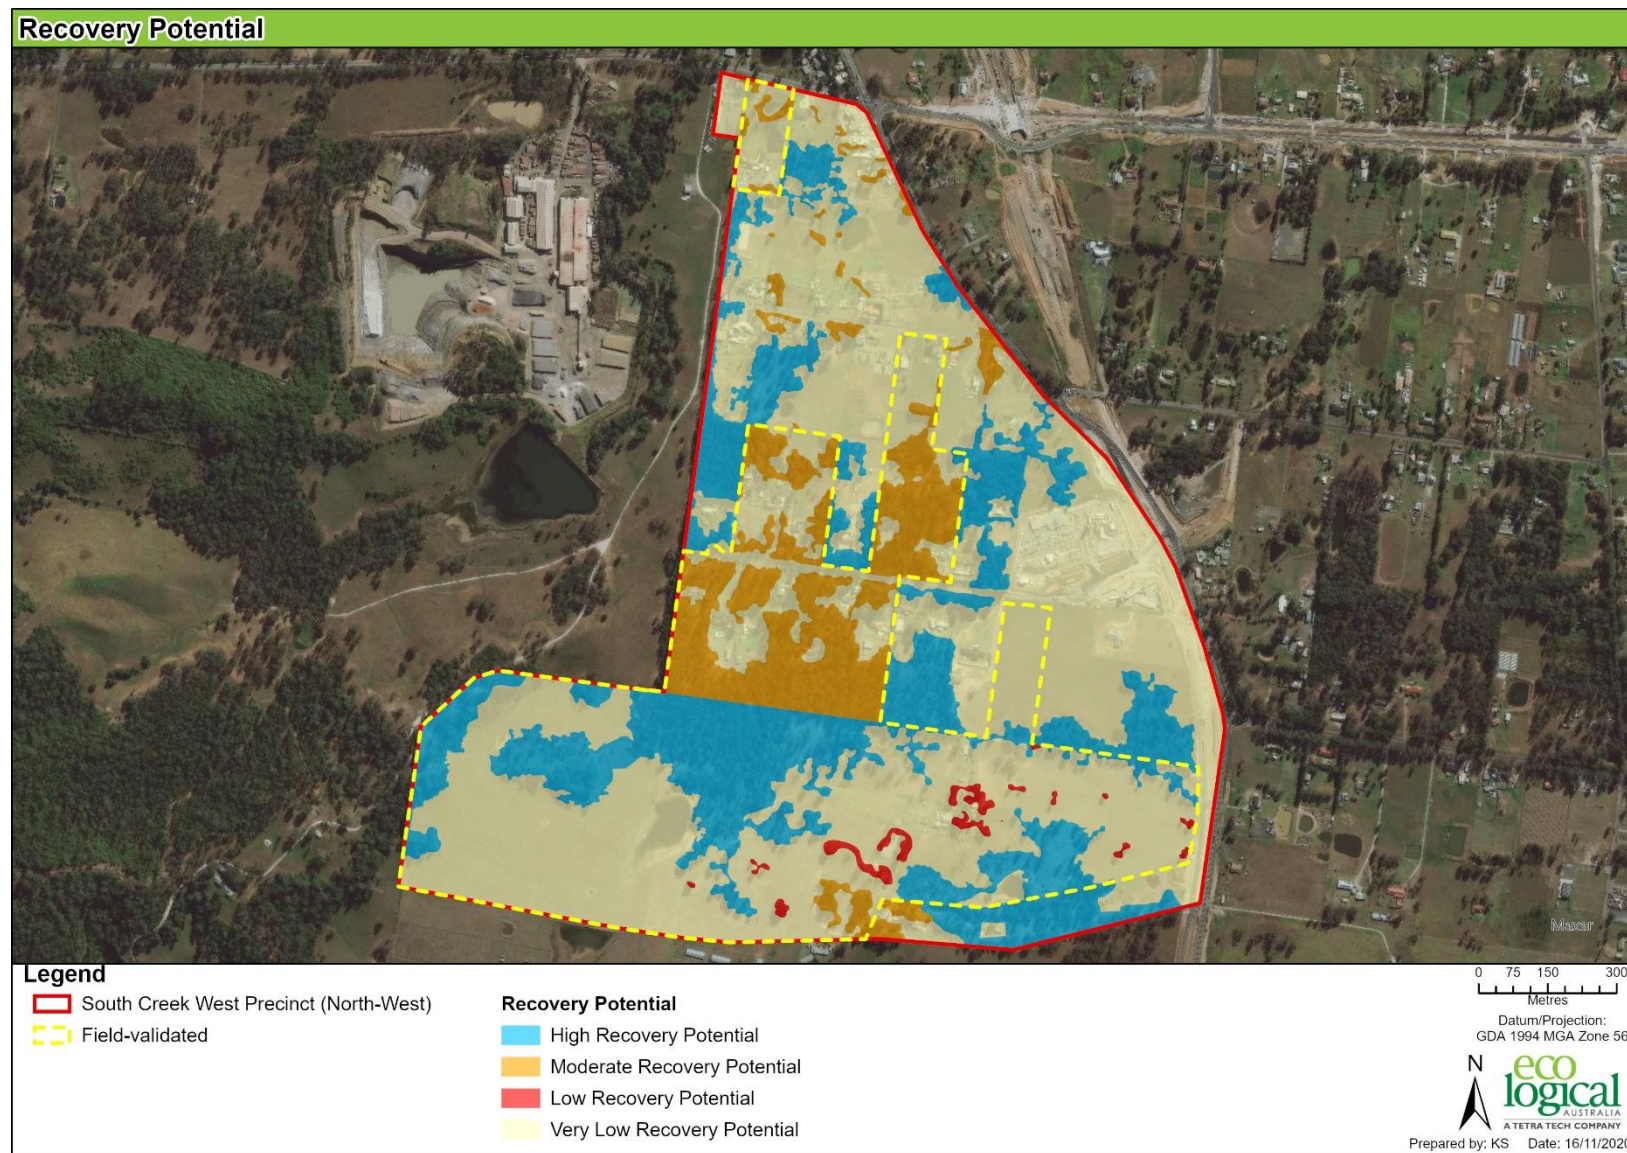 Recovery Potential
Maxar
Legend
South Creek West Precinct (North-West)
Field-validated
Recovery Potential
High Recovery Potential
Moderate Recovery Potential
Low Recovery Potential
Very Low Recovery Potential
0 75 150 300
Metres
Datum/Projection:
GDA 1994 MGA Zone 56
N
eco
logical
AUSTRALIA
A TETRA TECH COMPANY
Prepared by: KS Date: 16/11/2020